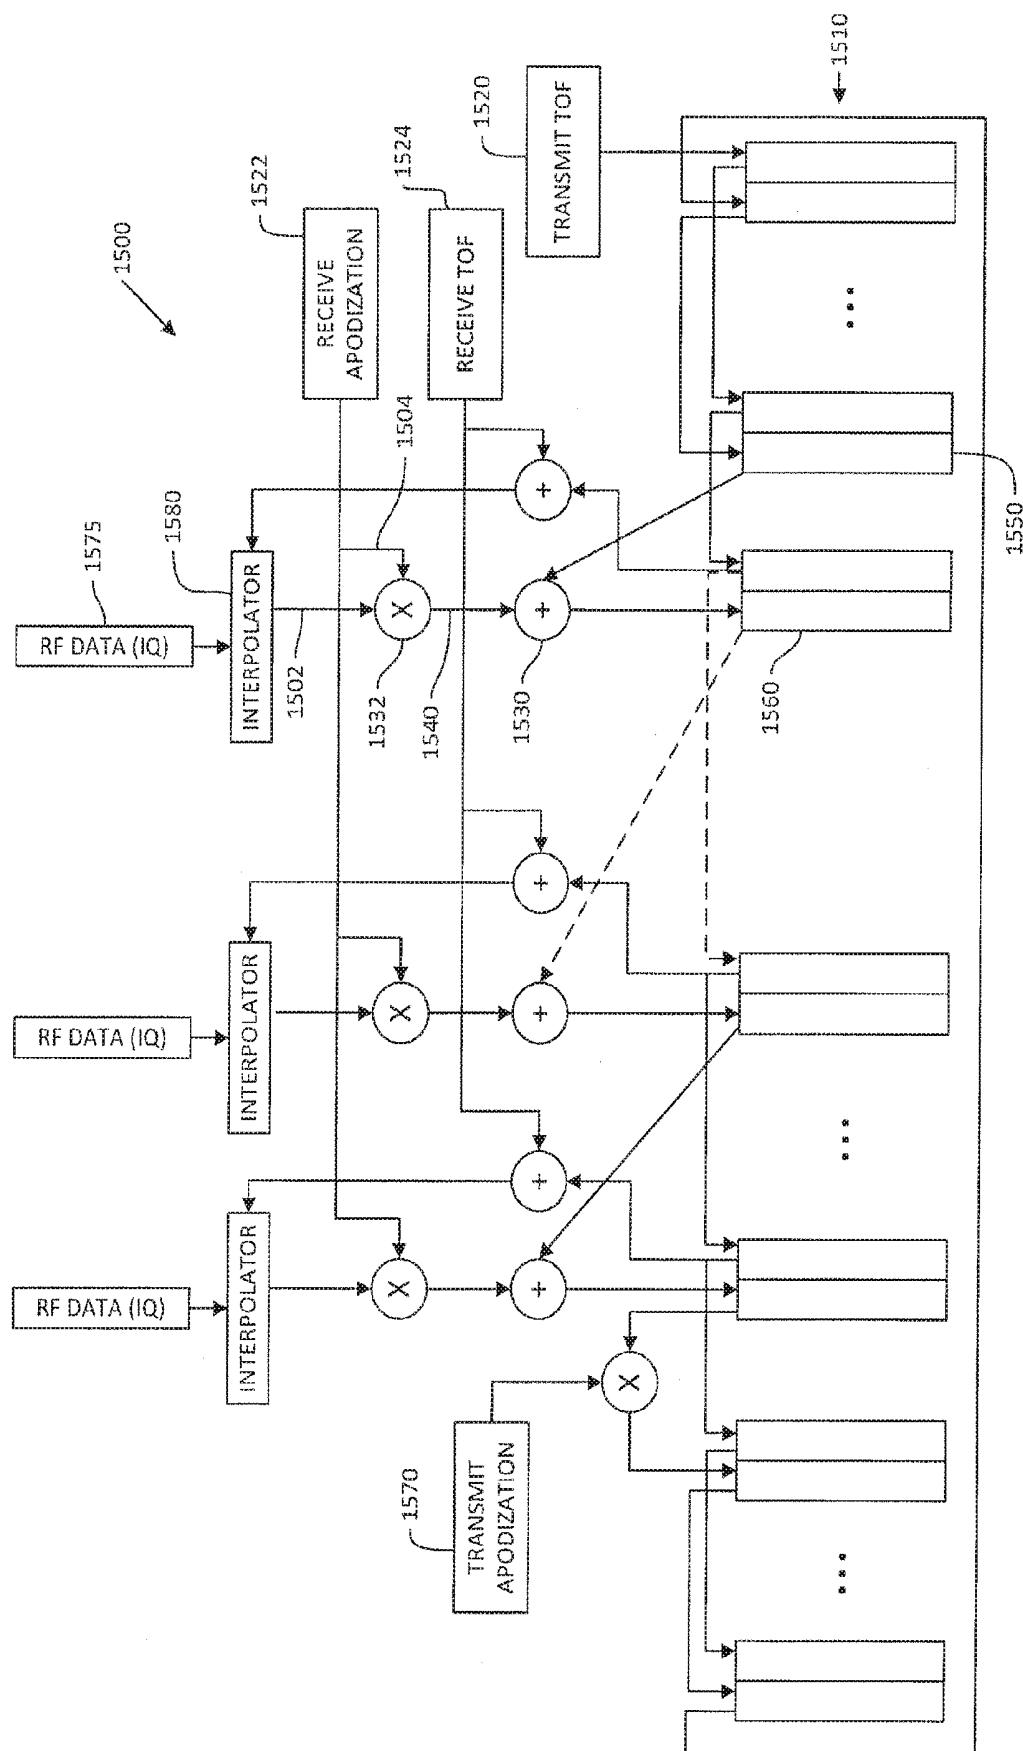 1500
RF DATA (IQ)
1575
INTERPOLATOR
1580
1502
RECEIVE
APODIZATION
1522
1504
X
1532
1540
RECEIVE TOF
1524
+
+
1530
TRANSMIT TOF
1520
1510
1550
1560
RF DATA (IQ)
INTERPOLATOR
X
+
+
RF DATA (IQ)
INTERPOLATOR
X
+
+
X
TRANSMIT
APODIZATION
1570